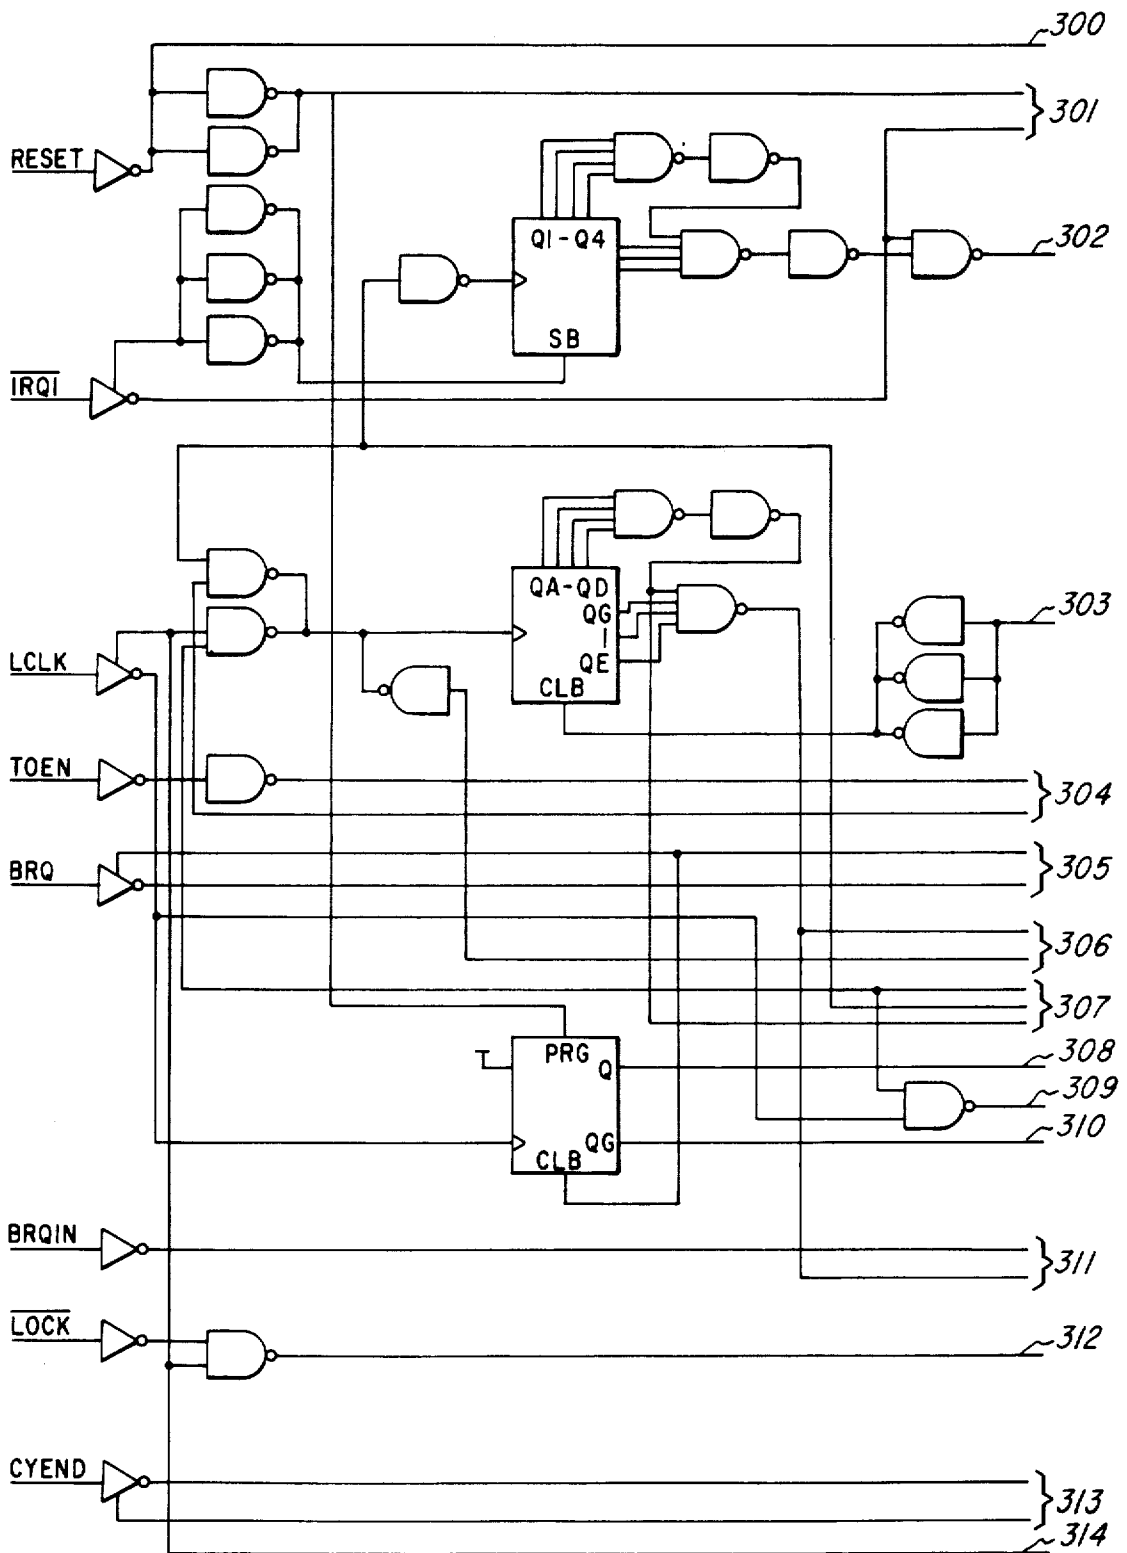 300
301
RESET
Q1-Q4
302
SB
IRQI
QA-QD
QG
I
303
LCLK
QE
CLB
TOEN
304
BRQ
305
306
307
PRG
Q
308
309
QG
310
CLB
BRQIN
311
LOCK
312
CYEND
313
314